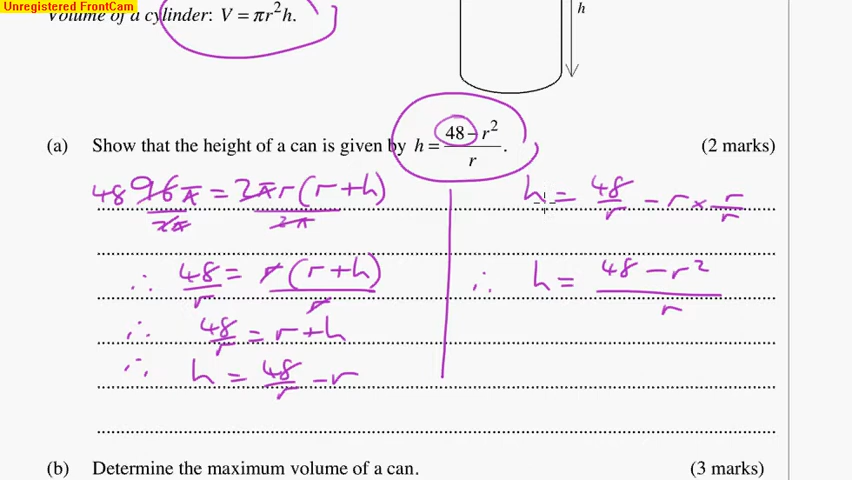 Unregistered FrontCam
Volume of a cylinder: V = πr²h.
h
(a) Show that the height of a can is given by h = (48 − r²)/r. (2 marks)
48 96π = 2πr(r+h)
2π 2π
∴ 48/r = r(r+h)/r
∴ 48/r = r+h
∴ h = 48/r − r
h = 48/r − r × r/r
∴ h = (48 − r²)/r
(b) Determine the maximum volume of a can. (3 marks)